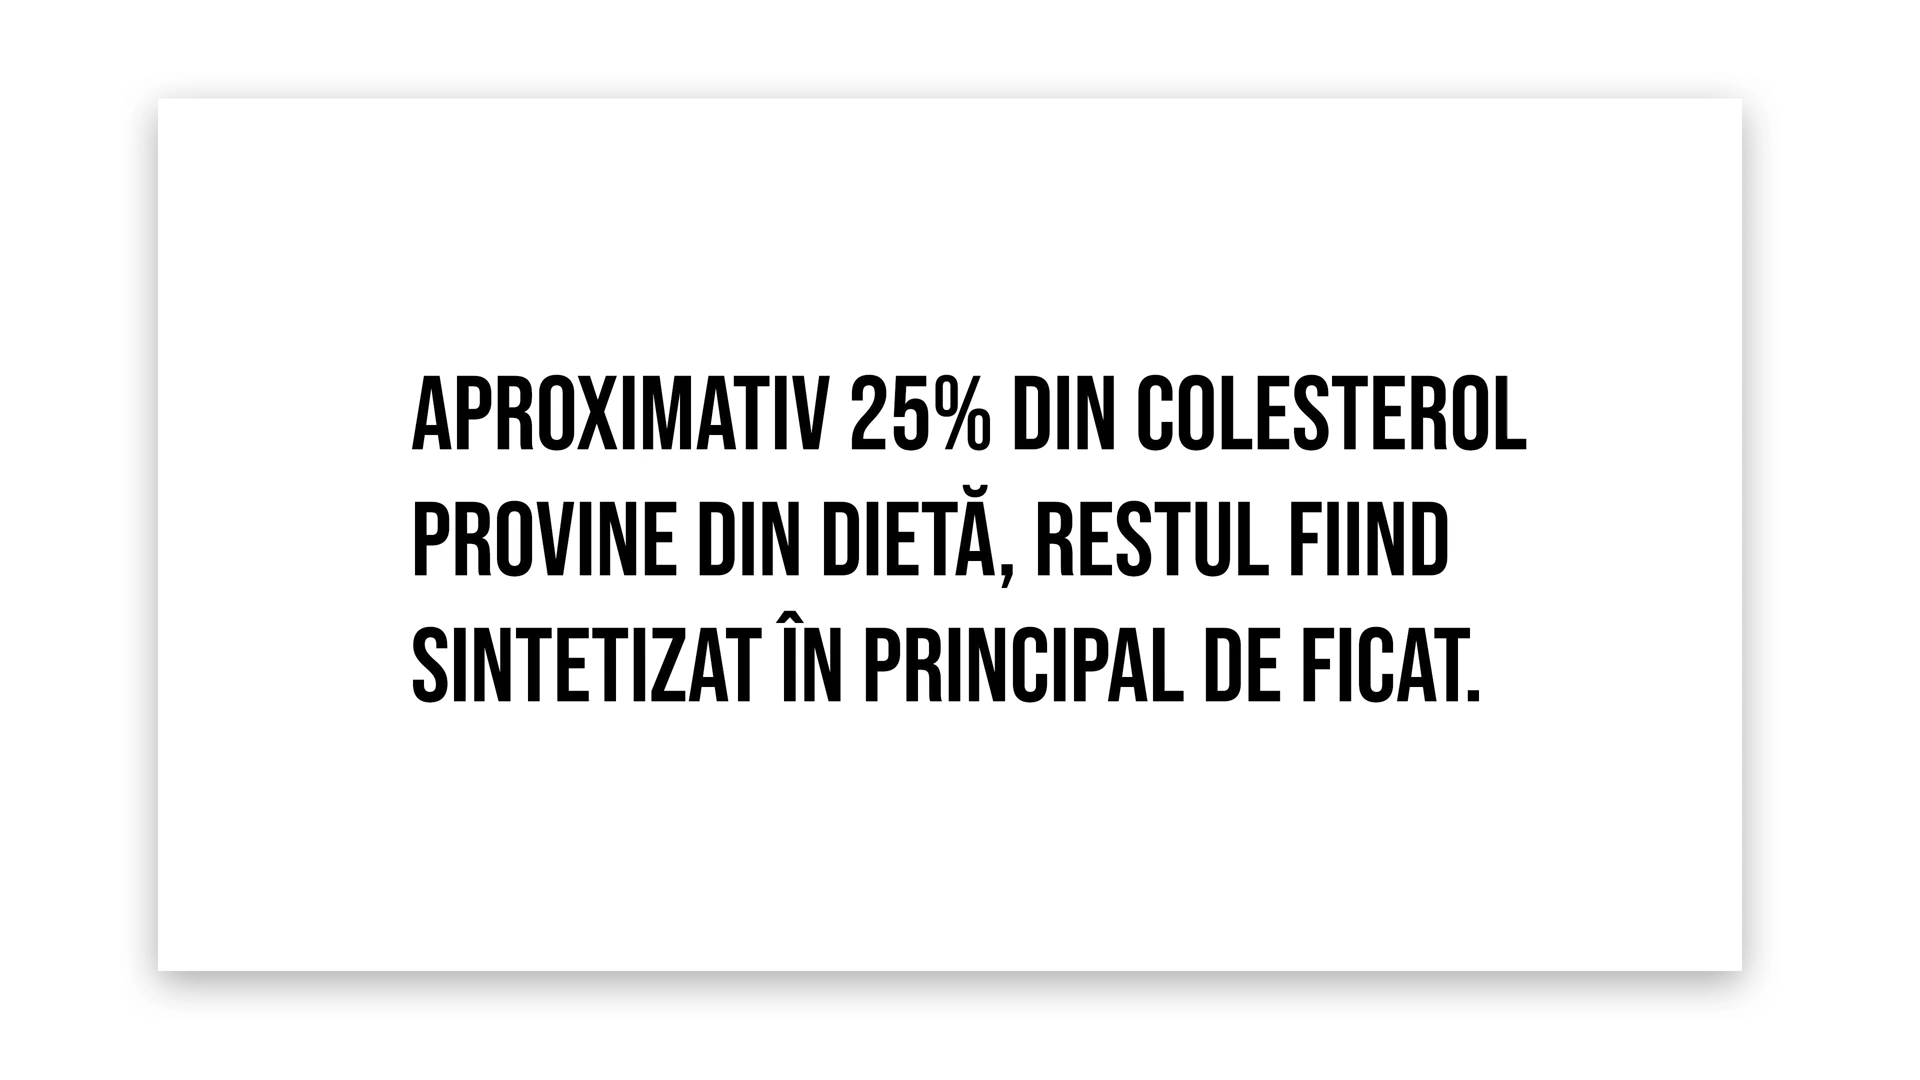 APROXIMATIV 25% DIN COLESTEROL
PROVINE DIN DIETĂ, RESTUL FIIND
SINTETIZAT ÎN PRINCIPAL DE FICAT.